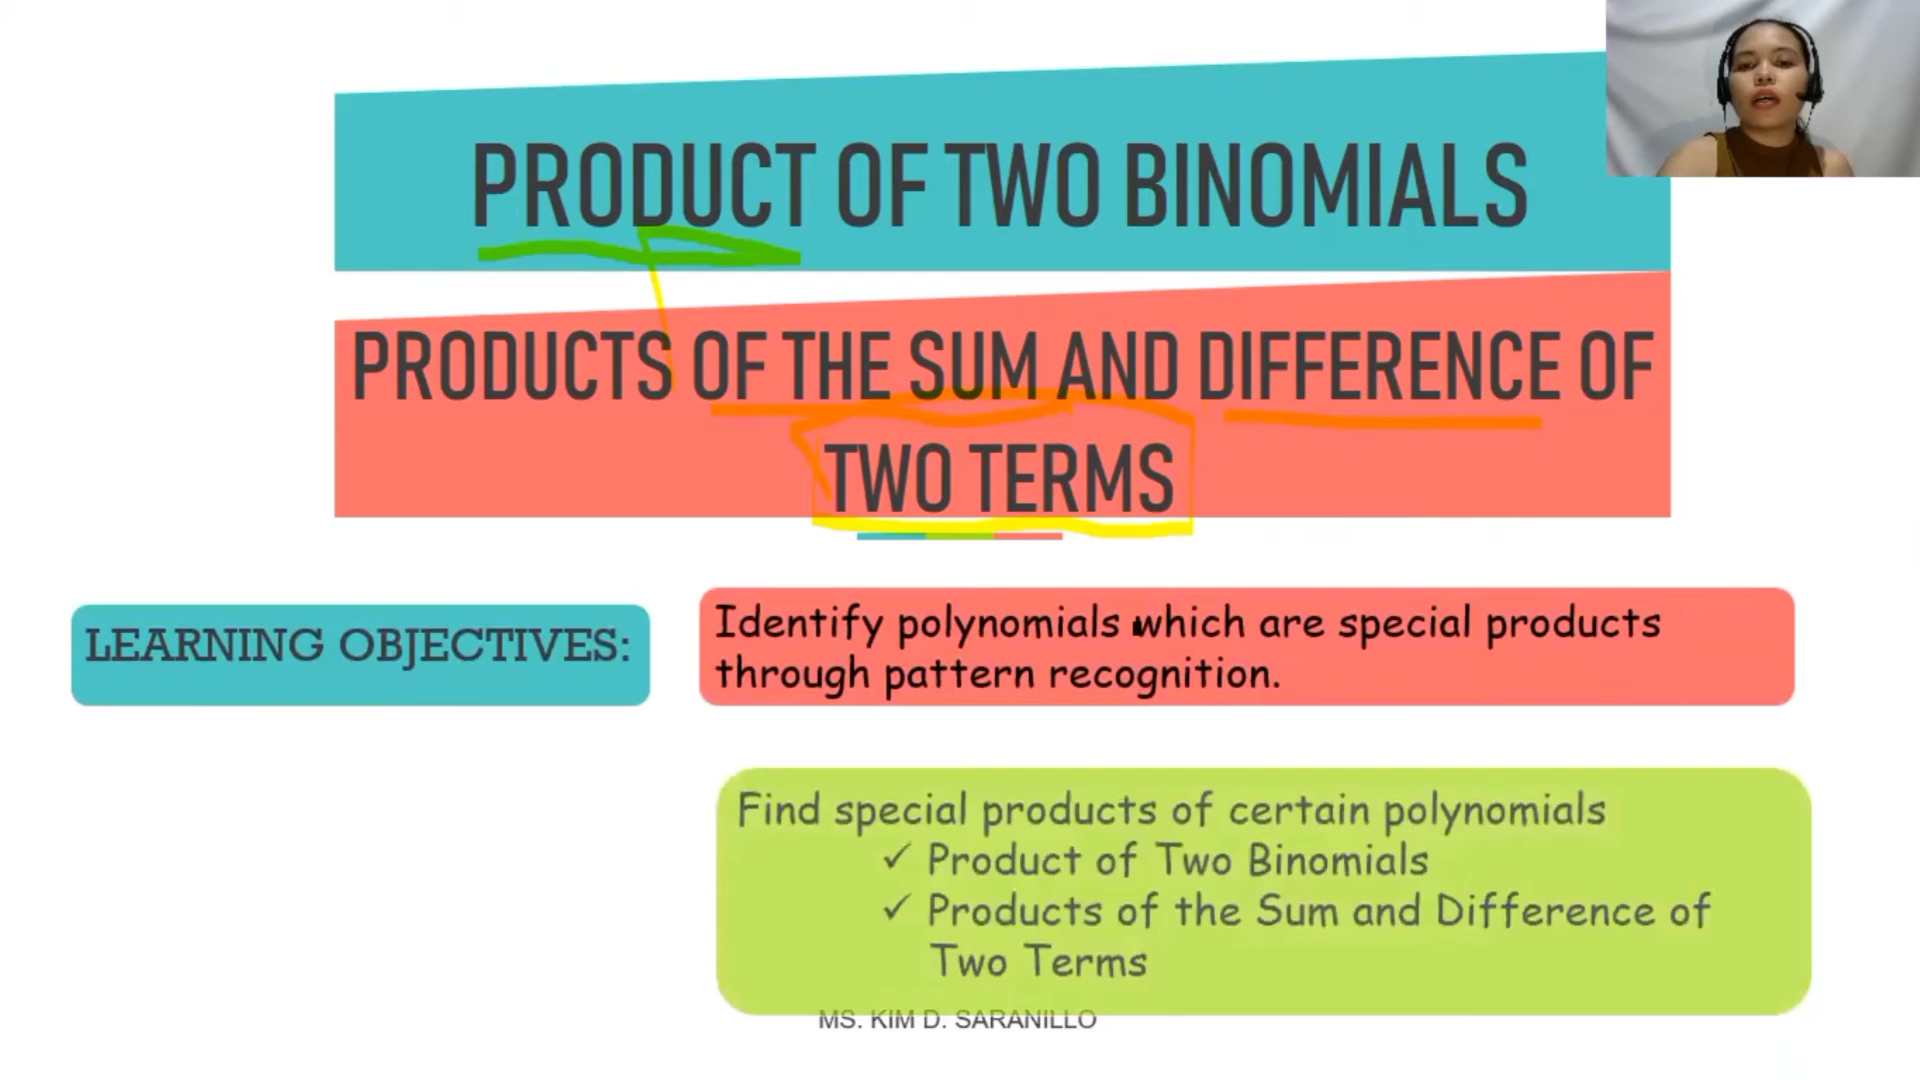 PRODUCT OF TWO BINOMIALS
PRODUCTS OF THE SUM AND DIFFERENCE OF
TWO TERMS
LEARNING OBJECTIVES:
Identify polynomials which are special products
through pattern recognition.
Find special products of certain polynomials
✓ Product of Two Binomials
✓ Products of the Sum and Difference of
Two Terms
MS. KIM D. SARANILLO